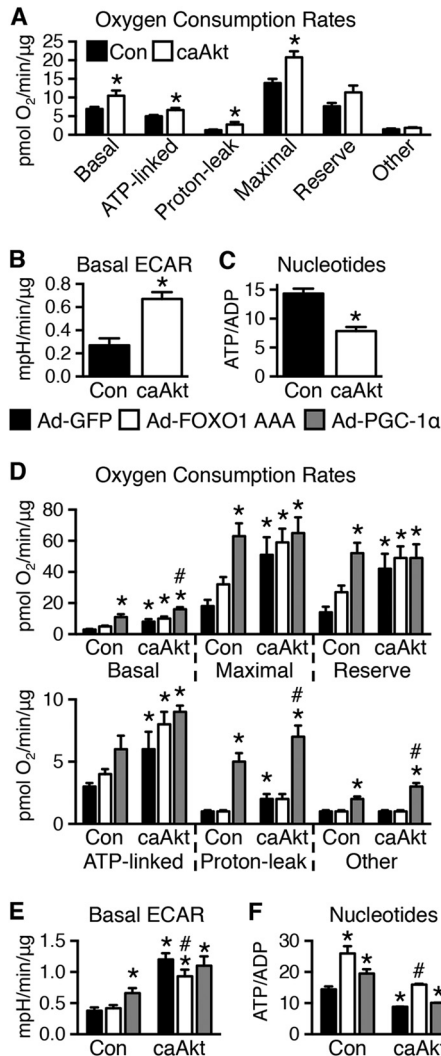 A
Oxygen Consumption Rates
pmol O2/min/µg
25
20
15
10
5
0
Con caAkt
* * * *
Basal ATP-linked Proton-leak Maximal Reserve Other
B
Basal ECAR
mpH/min/µg
0.8
0.6
0.4
0.2
0
*
Con caAkt
C
Nucleotides
ATP/ADP
15
10
5
0
*
Con caAkt
Ad-GFP Ad-FOXO1 AAA Ad-PGC-1α
D
Oxygen Consumption Rates
pmol O2/min/µg
60
40
20
0
* * * * # * * * * * * * *
Con caAkt Con caAkt Con caAkt
Basal Maximal Reserve
pmol O2/min/µg
10
5
0
* * * * * * # * * #
Con caAkt Con caAkt Con caAkt
ATP-linked Proton-leak Other
E
Basal ECAR
mpH/min/µg
1.5
1.0
0.5
0.0
* * # * *
Con caAkt
F
Nucleotides
ATP/ADP
30
20
10
0
* * * # *
Con caAkt